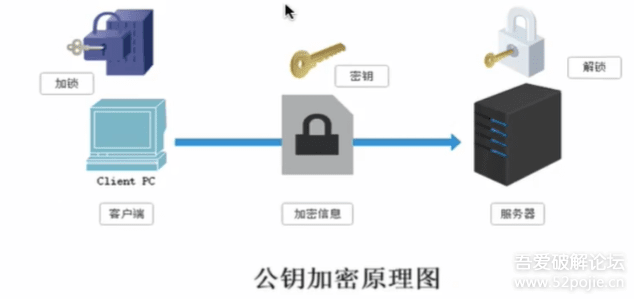 加锁
密钥
解锁
Client PC
客户端
加密信息
服务器
公钥加密原理图
吾爱破解论坛
www.52pojie.cn